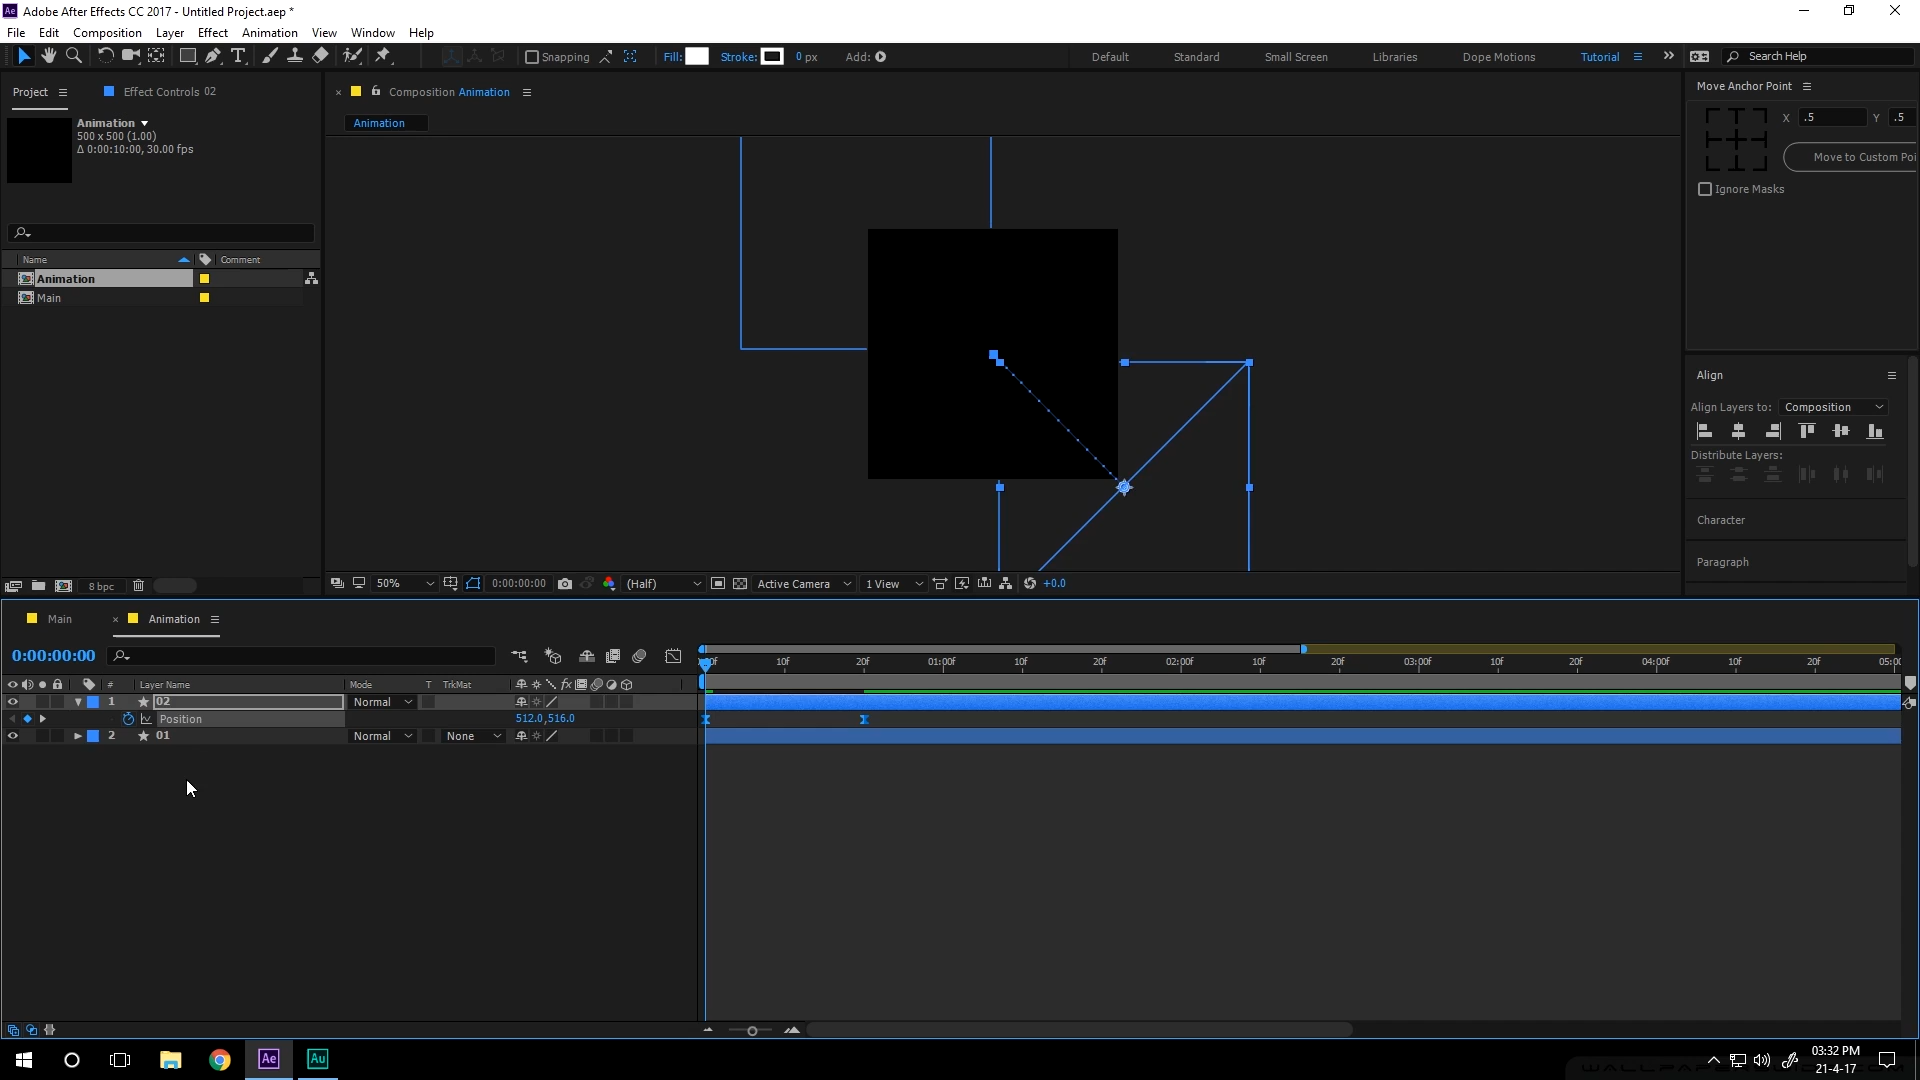 Ae Adobe After Effects CC 2017 - Untitled Project.aep *
File Edit Composition Layer Effect Animation View Window Help
T Snapping Fill: Stroke: 0 px Add: Default Standard Small Screen Libraries Dope Motions Tutorial Search Help
Project Effect Controls 02
Composition Animation
Move Anchor Point
Animation
500 x 500 (1.00)
Δ 0:00:10:00, 30.00 fps
Animation
X .5 Y .5
Move to Custom Poi
Ignore Masks
Name Comment
Animation
Main
Align
Align Layers to: Composition
Distribute Layers:
Character
Paragraph
8 bpc
50% 0:00:00:00 (Half) Active Camera 1 View +0.0
Main Animation
0:00:00:00
10f 20f 01:00f 10f 20f 02:00f 10f 20f 03:00f 10f 20f 04:00f 10f 20f 05:0
# Layer Name Mode T TrkMat fx
1 02 Normal
Position 512.0,516.0
2 01 Normal None
Ae Au
03:32 PM
21-4-17